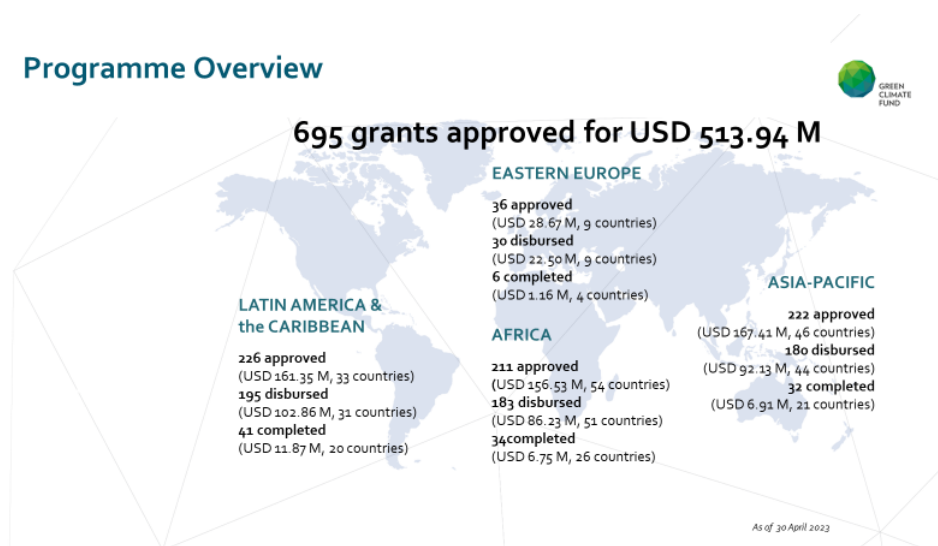 Programme Overview
GREEN
CLIMATE
FUND
695 grants approved for USD 513.94 M
EASTERN EUROPE
36 approved
(USD 28.67 M, 9 countries)
30 disbursed
(USD 22.50 M, 9 countries)
6 completed
(USD 1.16 M, 4 countries)
LATIN AMERICA &
the CARIBBEAN
226 approved
(USD 161.35 M, 33 countries)
195 disbursed
(USD 102.86 M, 31 countries)
41 completed
(USD 11.87 M, 20 countries)
AFRICA
211 approved
(USD 156.53 M, 54 countries)
183 disbursed
(USD 86.23 M, 51 countries)
34completed
(USD 6.75 M, 26 countries)
ASIA-PACIFIC
222 approved
(USD 167.41 M, 46 countries)
180 disbursed
(USD 92.13 M, 44 countries)
32 completed
(USD 6.91 M, 21 countries)
As of 30 April 2023